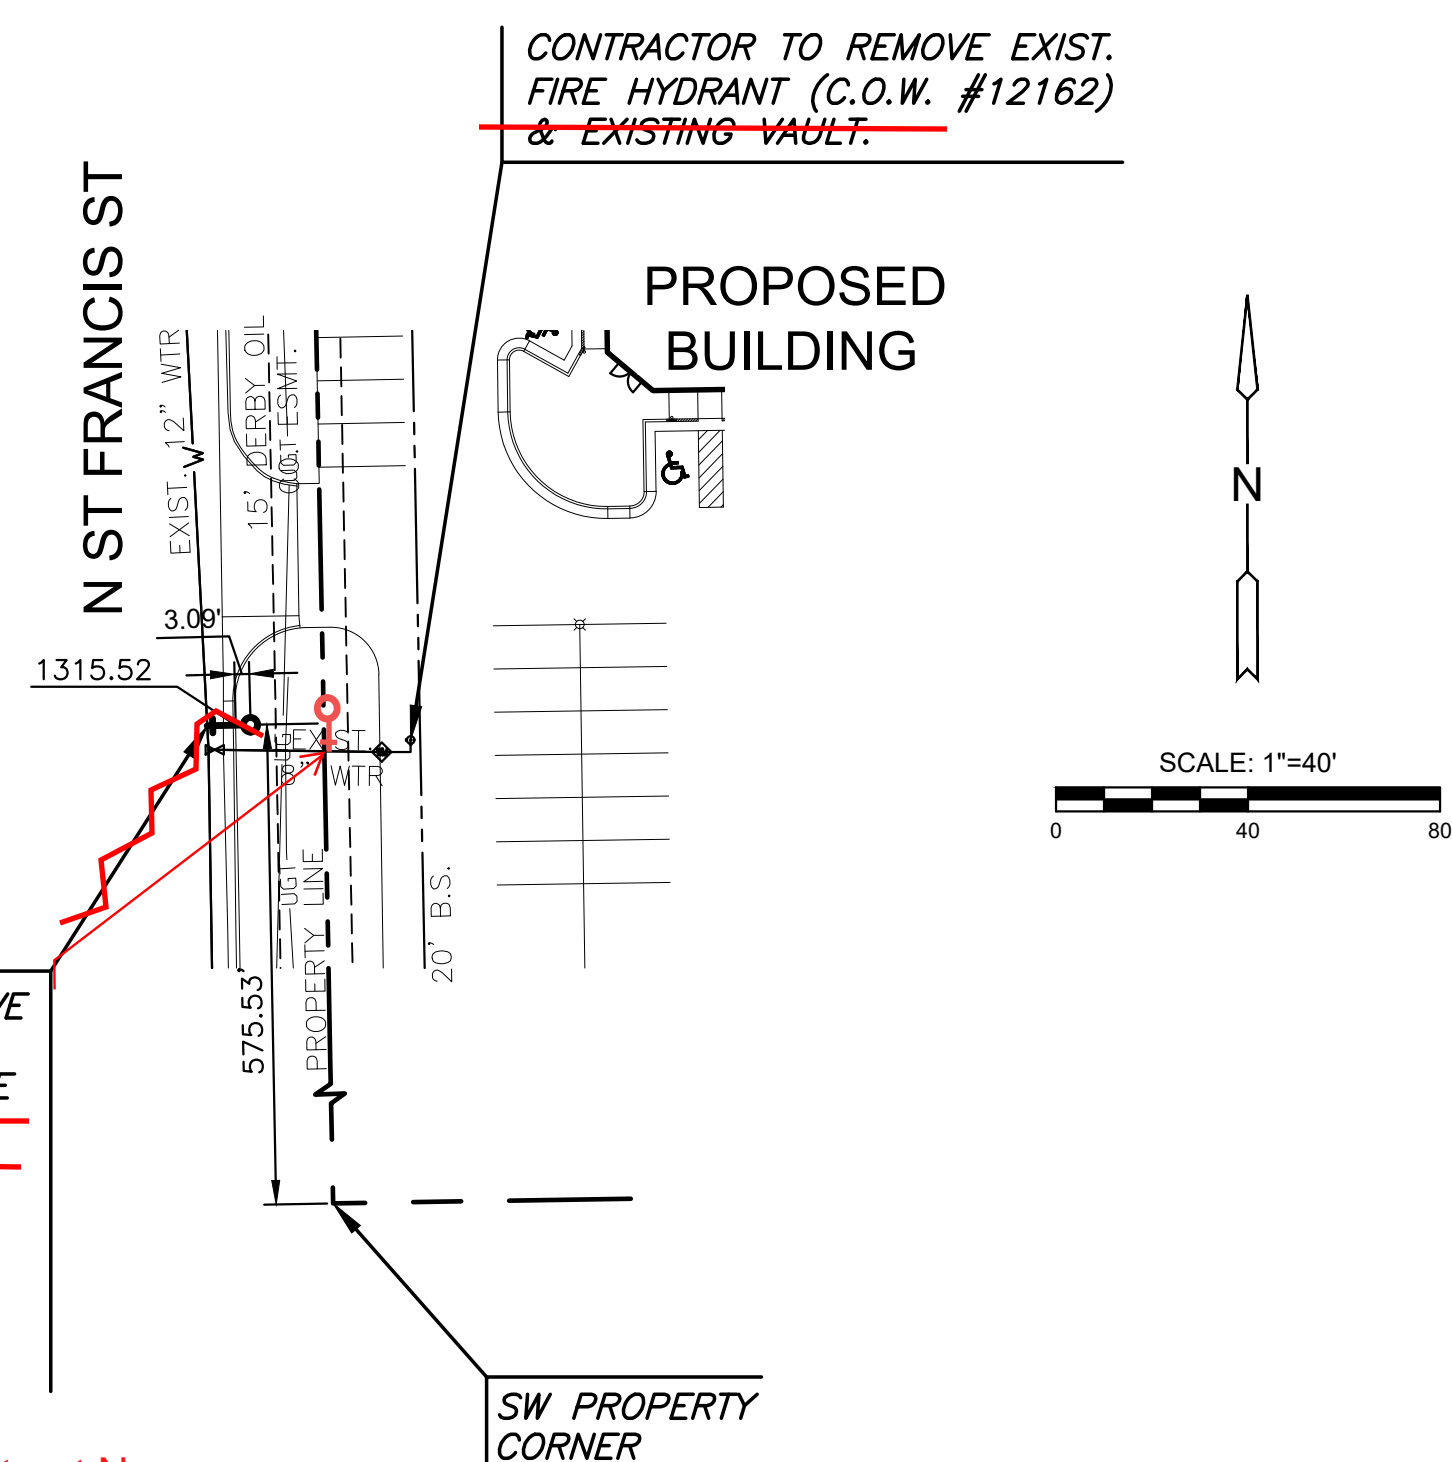 CONTRACTOR TO REMOVE EXIST.
FIRE HYDRANT (C.O.W. #12162)
& EXISTING VAULT.
N ST FRANCIS ST
PROPOSED
BUILDING
EXIST. 12" WTR
W
15' DERBY OIL
ESMT.
N
3.09'
1315.52
EXIST.
8" WTR
SCALE: 1"=40'
0 40 80
UGT
PROPERTY LINE
20' B.S.
575.53'
SW PROPERTY
CORNER